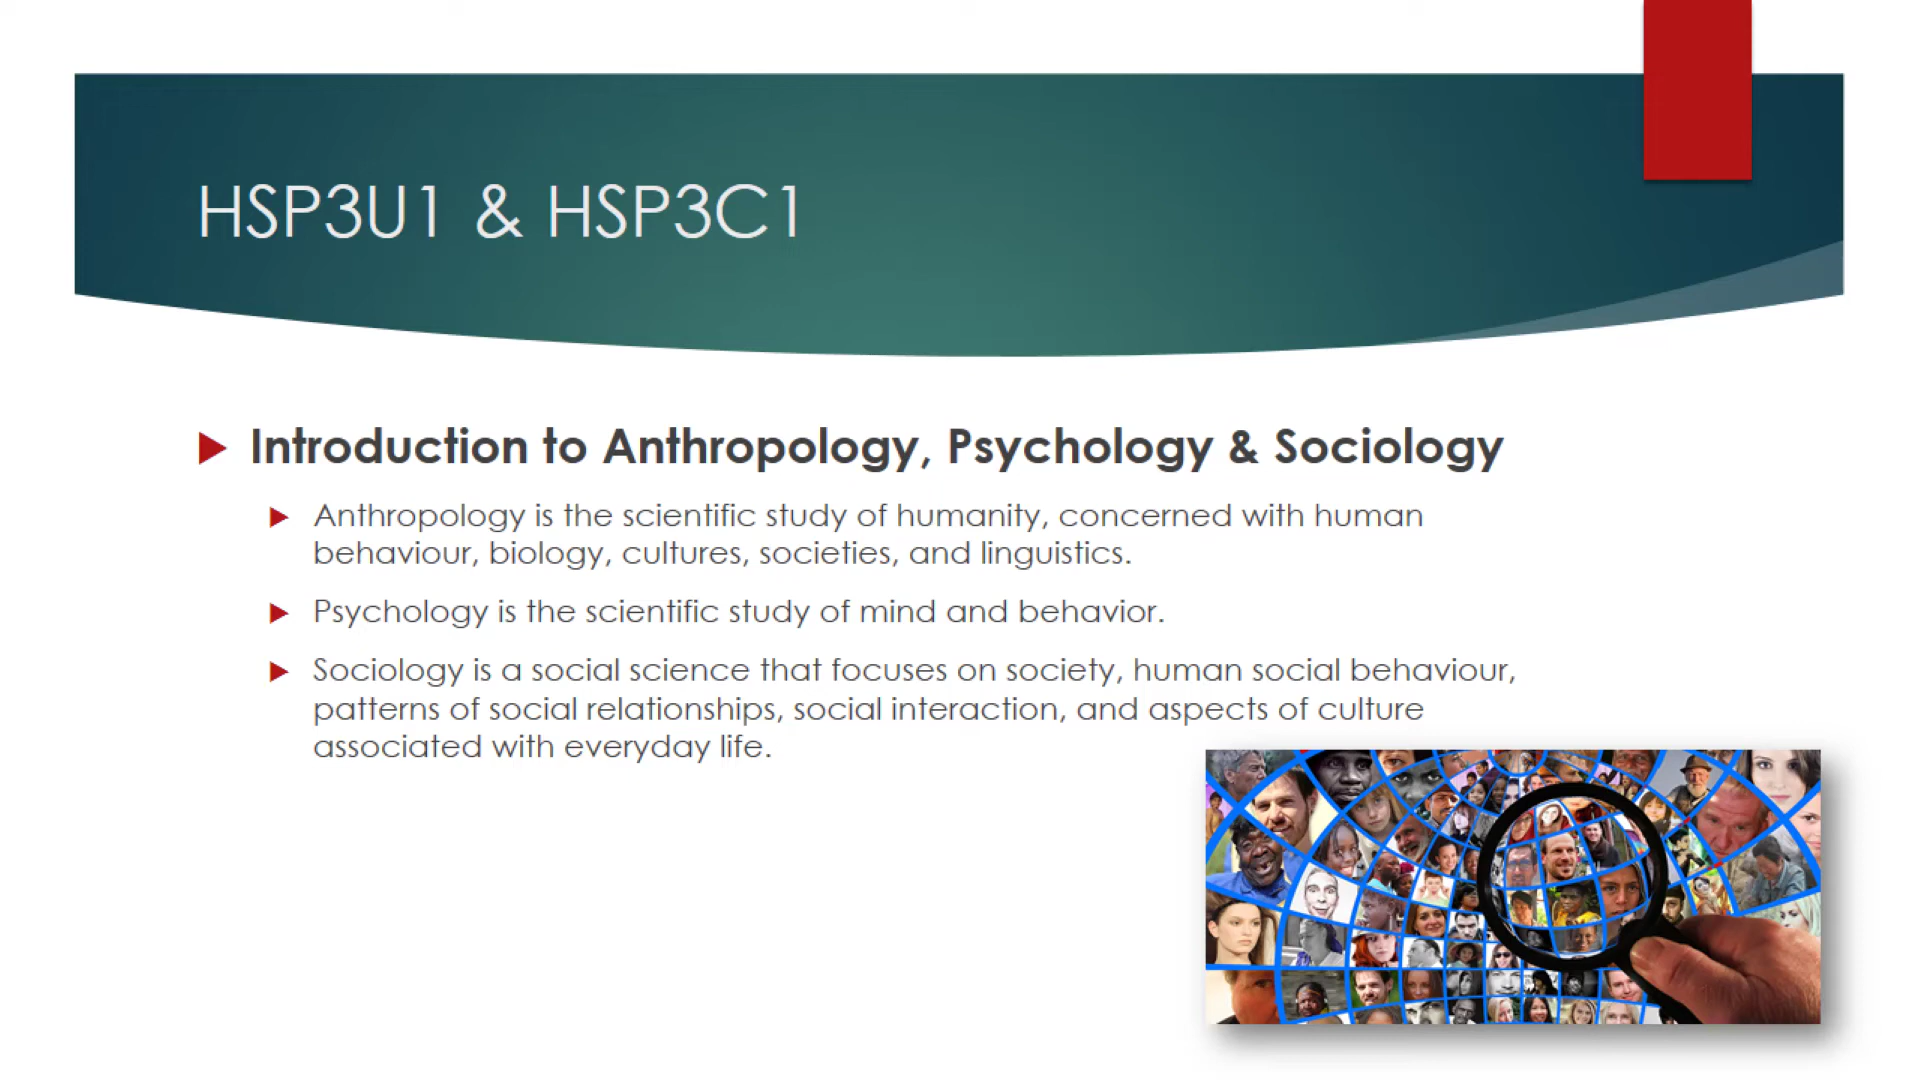 HSP3U1 & HSP3C1
Introduction to Anthropology, Psychology & Sociology
Anthropology is the scientific study of humanity, concerned with human
behaviour, biology, cultures, societies, and linguistics.
Psychology is the scientific study of mind and behavior.
Sociology is a social science that focuses on society, human social behaviour,
patterns of social relationships, social interaction, and aspects of culture
associated with everyday life.